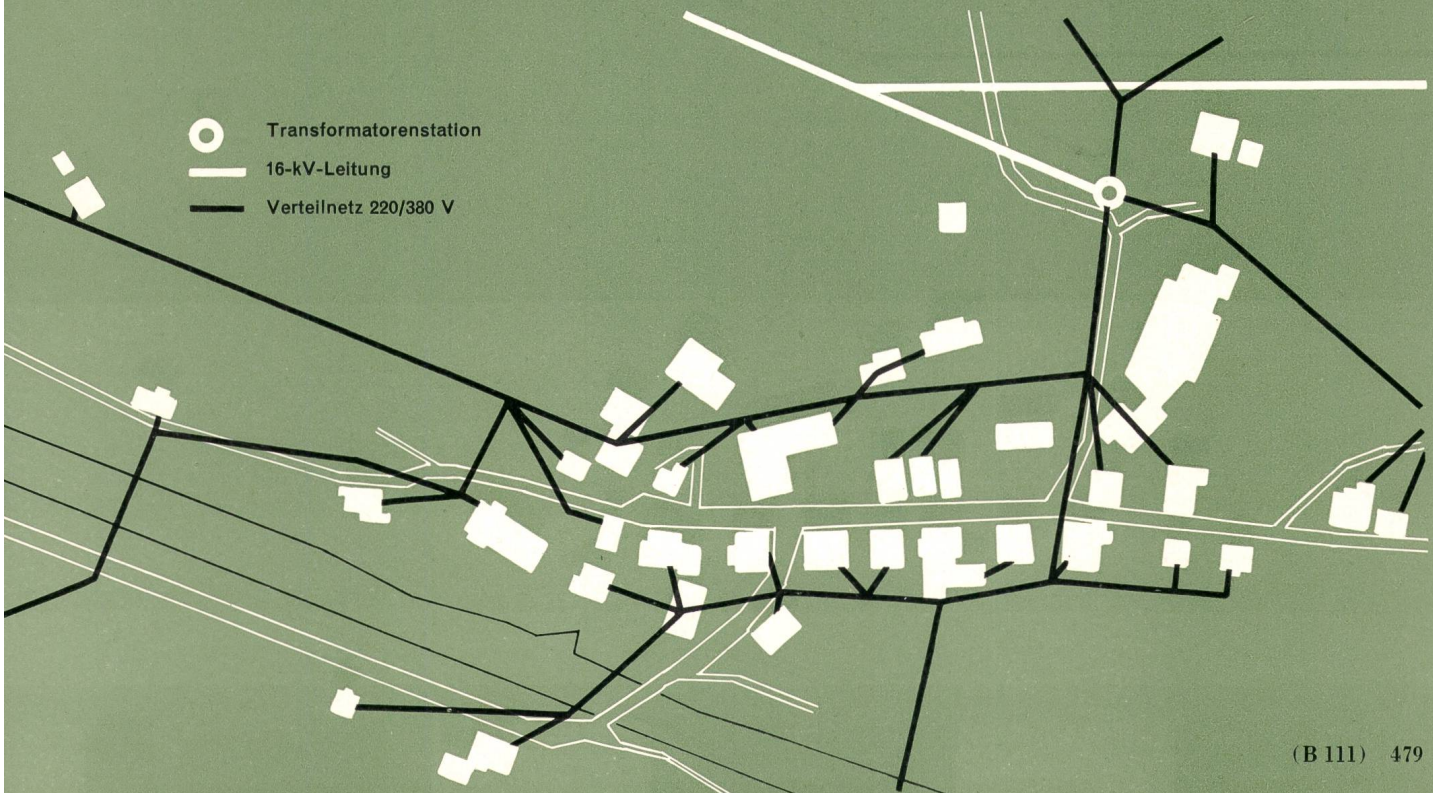 Transformatorenstation
16-kV-Leitung
Verteilnetz 220/380 V
(B 111) 479